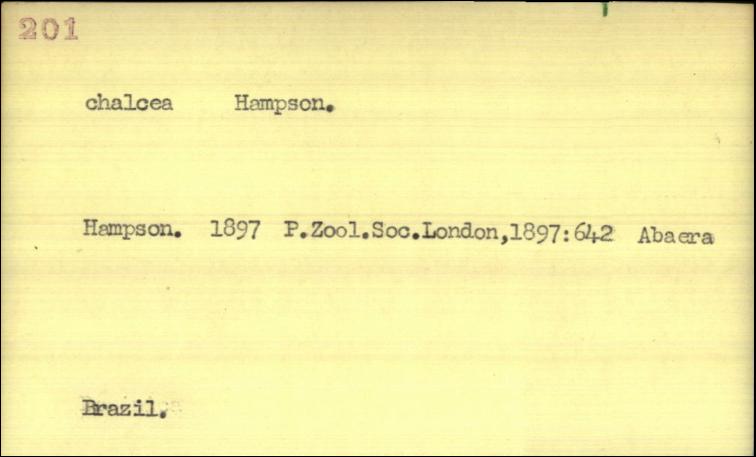 201
chalcea Hampson.
Hampson. 1897 P.Zool.Soc.London,1897:642 Abaera
Brazil.